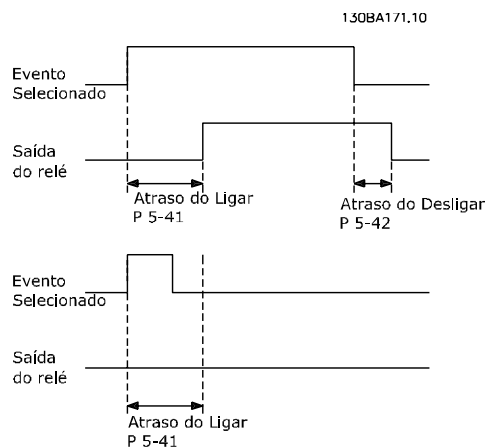 130BA171.10
Evento
Selecionado
Saída
do relé
Atraso do Ligar
P 5-41
Atraso do Desligar
P 5-42
Evento
Selecionado
Saída
do relé
Atraso do Ligar
P 5-41